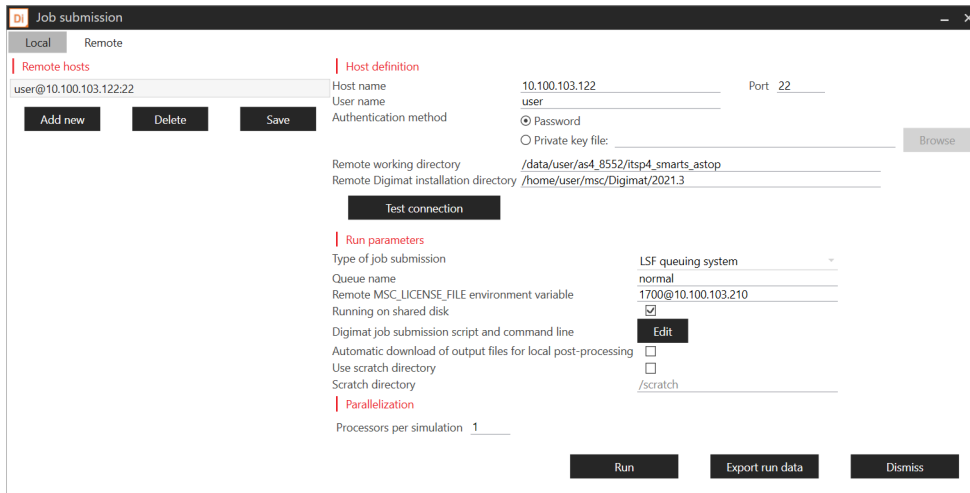 Di Job submission
Local Remote
Remote hosts
user@10.100.103.122:22
Add new Delete Save
Host definition
Host name 10.100.103.122 Port 22
User name user
Authentication method Password
Private key file: Browse
Remote working directory /data/user/as4_8552/itsp4_smarts_astop
Remote Digimat installation directory /home/user/msc/Digimat/2021.3
Test connection
Run parameters
Type of job submission LSF queuing system
Queue name normal
Remote MSC_LICENSE_FILE environment variable 1700@10.100.103.210
Running on shared disk
Digimat job submission script and command line Edit
Automatic download of output files for local post-processing
Use scratch directory
Scratch directory /scratch
Parallelization
Processors per simulation 1
Run Export run data Dismiss